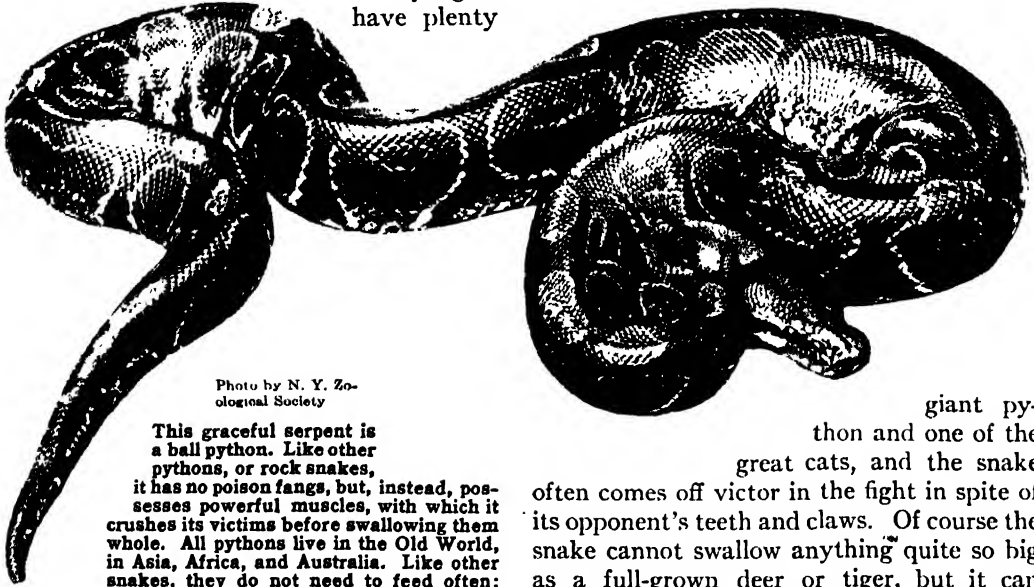 have plenty
Photo by N. Y. Zo-
ological Society
This graceful serpent is
a ball python. Like other
pythons, or rock snakes,
it has no poison fangs, but, instead, pos-
sesses powerful muscles, with which it
crushes its victims before swallowing them
whole. All pythons live in the Old World,
in Asia, Africa, and Australia. Like other
snakes, they do not need to feed often;
giant py-
thon and one of the
great cats, and the snake
often comes off victor in the fight in spite of
its opponent's teeth and claws. Of course the
snake cannot swallow anything quite so big
as a full-grown deer or tiger, but it can